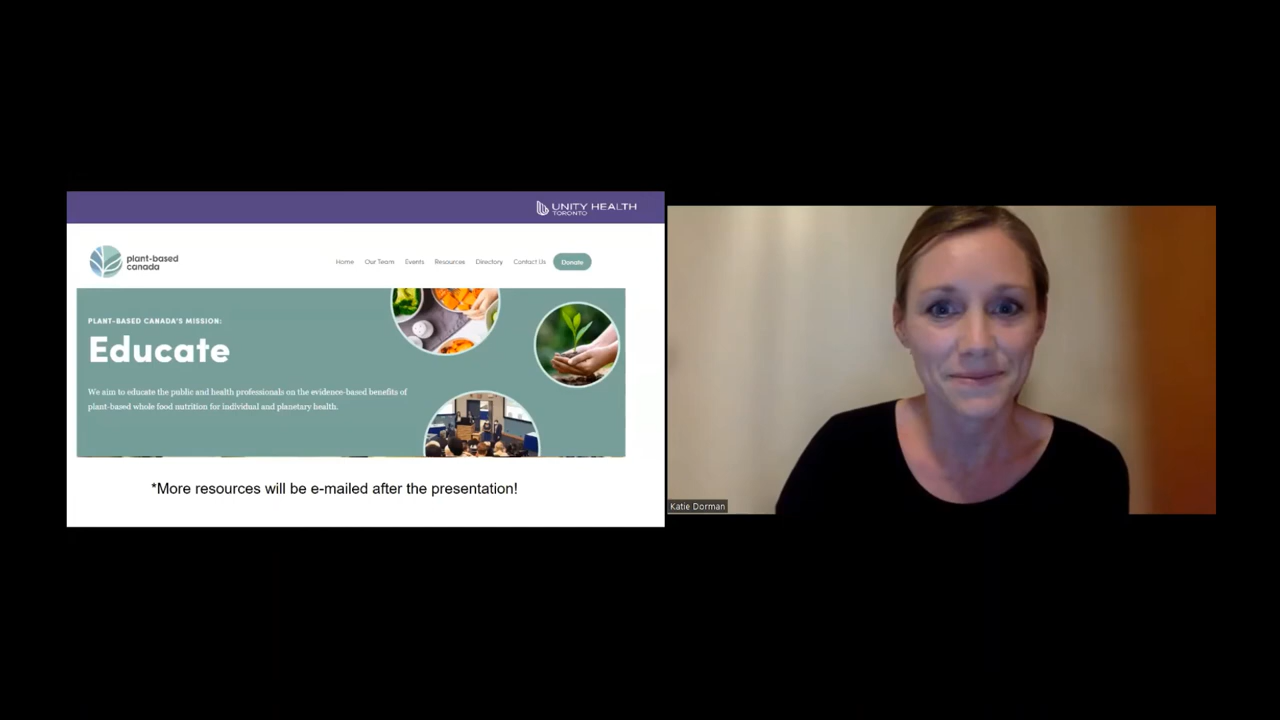 UNITY HEALTH
TORONTO
plant-based
canada
Home Our Team Events Resources Directory Contact Us Donate
PLANT-BASED CANADA'S MISSION:
Educate
We aim to educate the public and health professionals on the evidence-based benefits of
plant-based whole food nutrition for individual and planetary health.
*More resources will be e-mailed after the presentation!
Katie Dorman